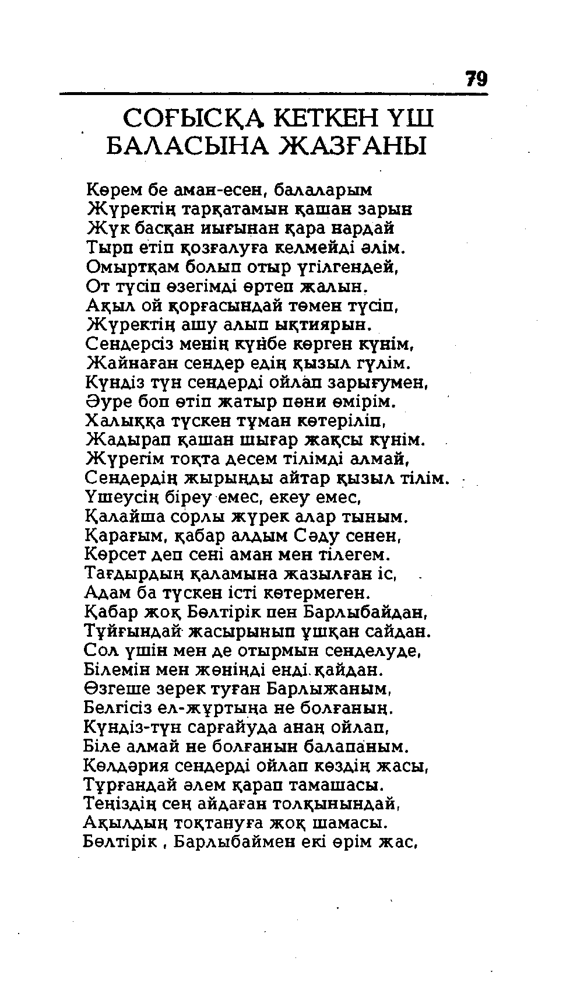 79
СОҒЫСҚА КЕТКЕН ҮШ
БАЛАСЫНА ЖАЗҒАНЫ
Көрем бе аман-есен, балаларым
Жүректің тарқатамын қашан зарын
Жүк басқан иығынан қара нардай
Тырп етіп қозғалуға келмейді әлім.
Омыртқам болып отыр үгілгендей,
От түсіп өзегімді өртеп жалын.
Ақыл ой қорғасындай төмен түсіп,
Жүректің ашу алып ықтиярын.
Сендерсіз менің күнбе көрген күнім,
Жайнаған сендер едің қызыл гүлім.
Күндіз түн сендерді ойлап зарығумен,
Әуре боп өтіп жатыр пәни өмірім.
Халыққа түскен тұман көтеріліп,
Жадырап қашан шығар жақсы күнім.
Жүрегім тоқта десем тілімді алмай,
Сендердің жырыңды айтар қызыл тілім.
Үшеусің біреу емес, екеу емес,
Қалайша сорлы жүрек алар тыным.
Қарағым, қабар алдым Сәду сенен,
Көрсет деп сені аман мен тілегем.
Тағдырдың қаламына жазылған іс,
Адам ба түскен істі көтермеген.
Қабар жоқ Бөлтірік пен Барлыбайдан,
Тұйғындай жасырынып ұшқан сайдан.
Сол үшін мен де отырмын сенделуде,
Білемін мен жөніңді енді қайдан.
Өзгеше зерек туған Барлыжаным,
Белгісіз ел-жұртыңа не болғаның.
Күндіз-түн сарғайуда анаң ойлап,
Біле алмай не болғанын балапаным.
Көлдәрия сендерді ойлап көздің жасы,
Тұрғандай әлем қарап тамашасы.
Теңіздің сең айдаған толқынындай,
Ақылдың тоқтануға жоқ шамасы.
Бөлтірік , Барлыбаймен екі өрім жас,